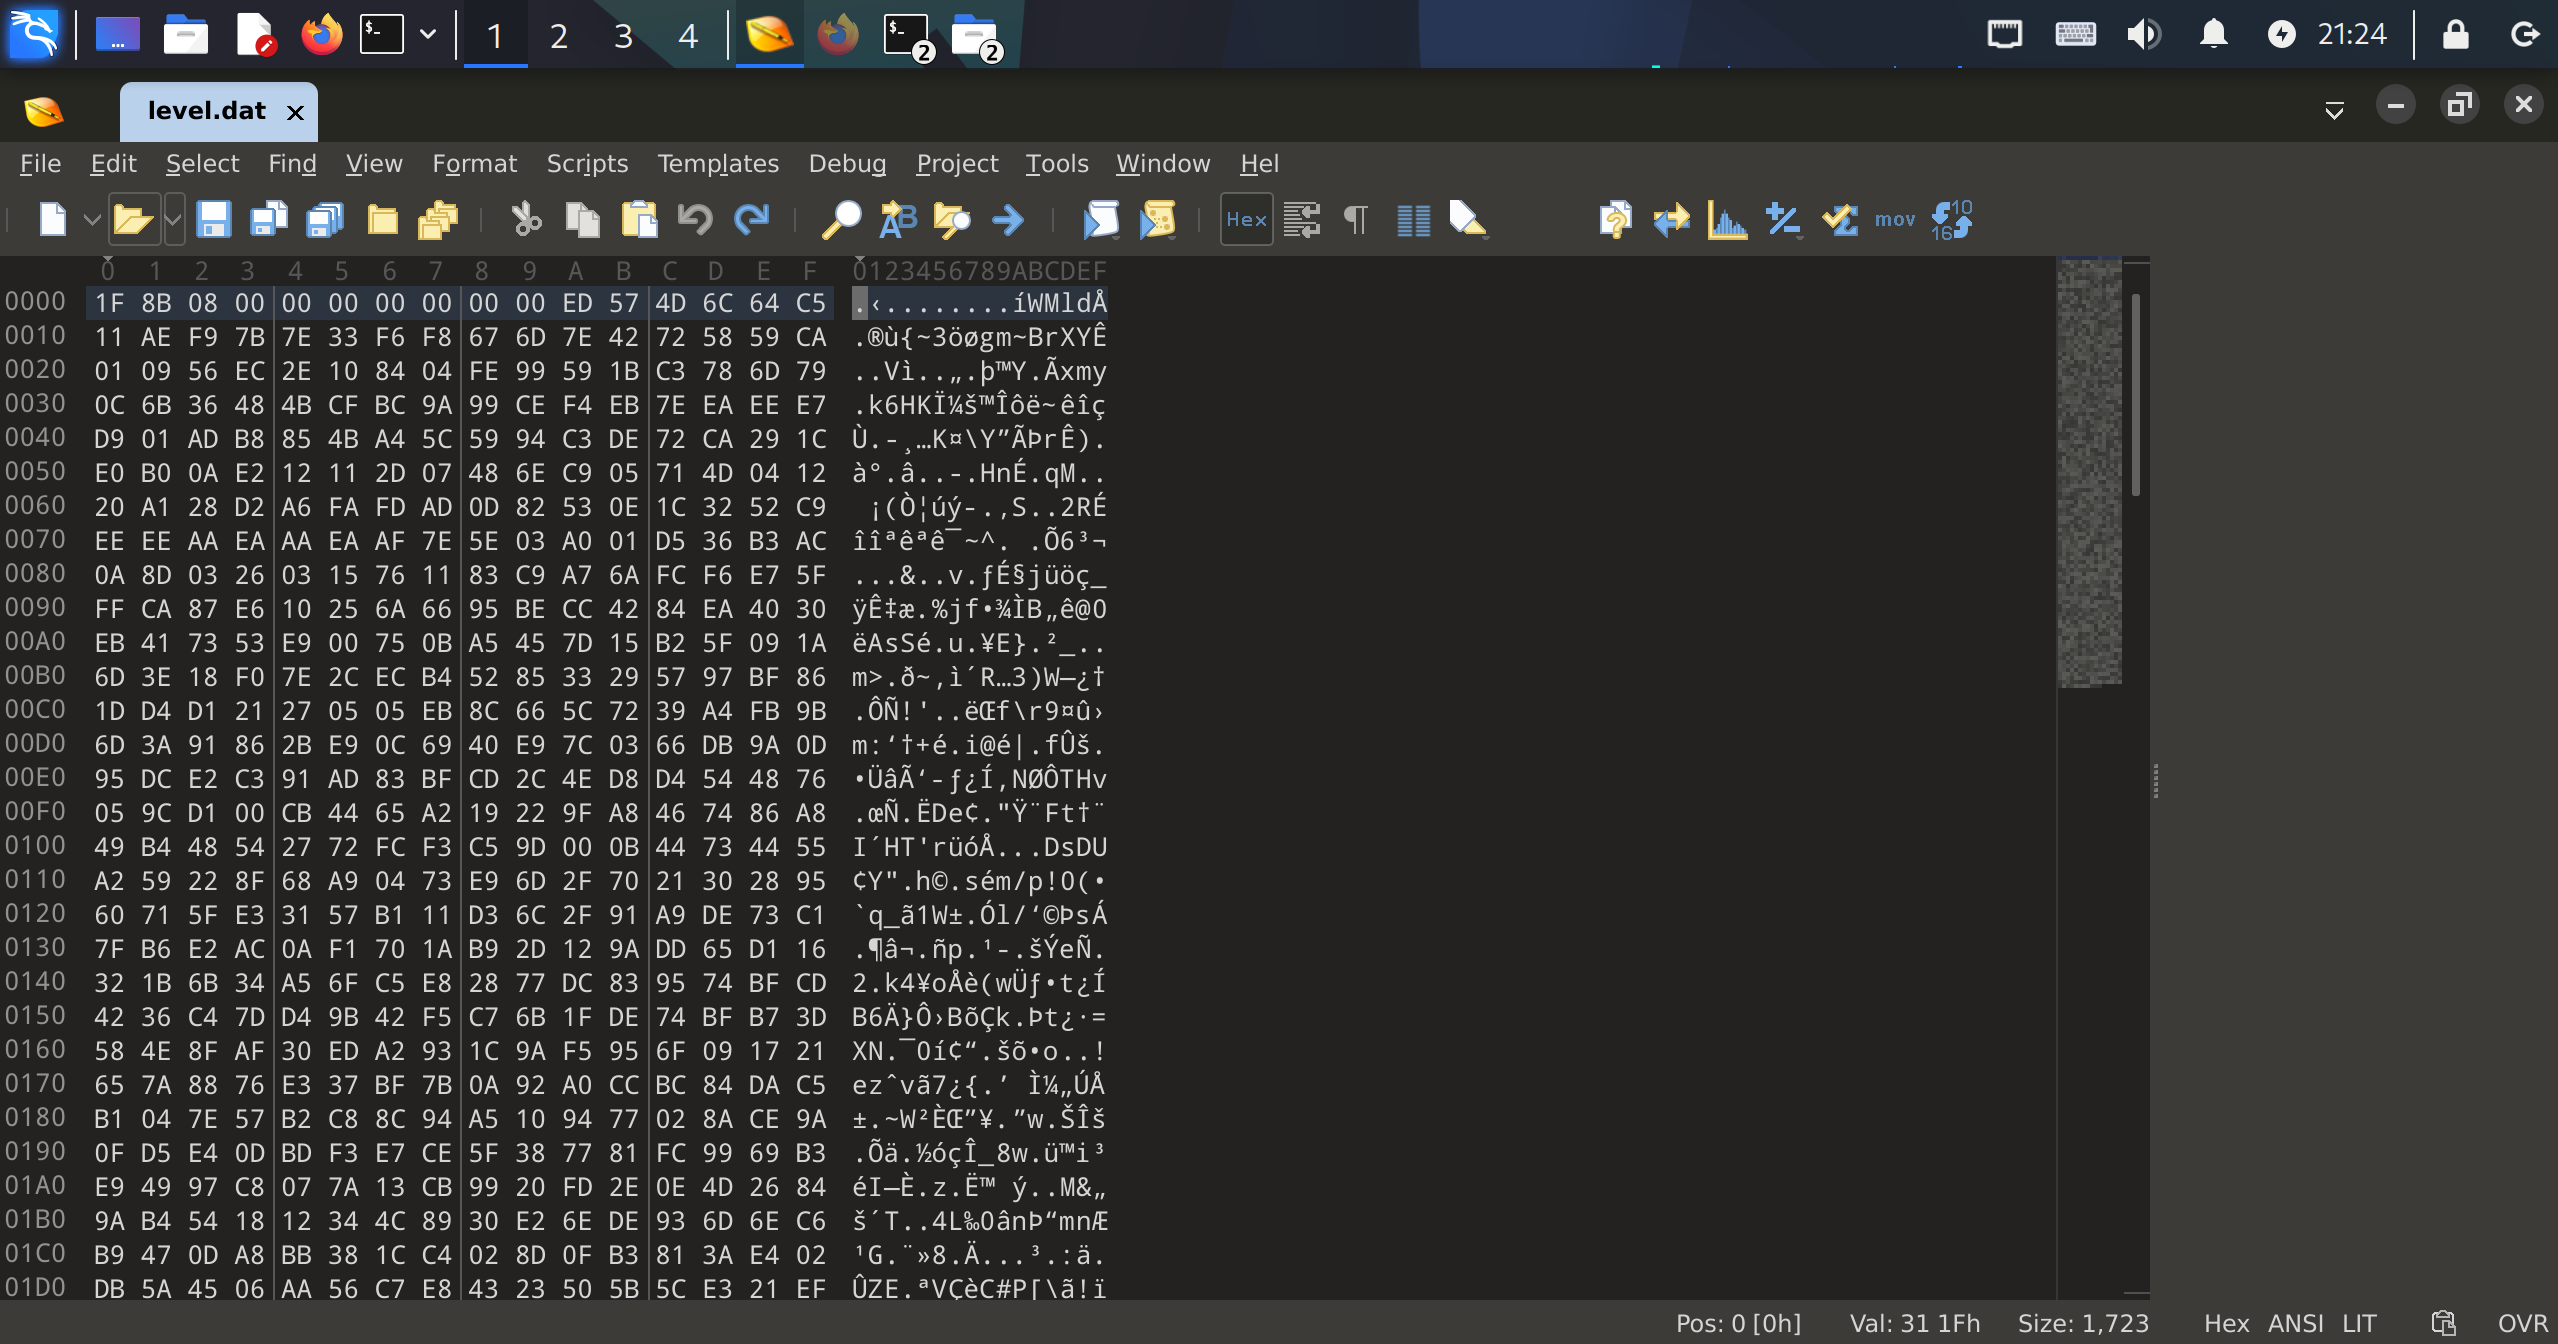 1 2 3 4 2 2 21:24
level.dat
File Edit Select Find View Format Scripts Templates Debug Project Tools Window Hel
Hex mov 10 16
0 1 2 3 4 5 6 7 8 9 A B C D E F 0123456789ABCDEF
0000 1F 8B 08 00 00 00 00 00 00 00 ED 57 4D 6C 64 C5 .‹........íWMldÅ
0010 11 AE F9 7B 7E 33 F6 F8 67 6D 7E 42 72 58 59 CA .®ù{~3öøgm~BrXYÊ
0020 01 09 56 EC 2E 10 84 04 FE 99 59 1B C3 78 6D 79 ..Vì..„.þ™Y.Ãxmy
0030 0C 6B 36 48 4B CF BC 9A 99 CE F4 EB 7E EA EE E7 .k6HKÏ¼š™Îôë~êîç
0040 D9 01 AD B8 85 4B A4 5C 59 94 C3 DE 72 CA 29 1C Ù.-¸…K¤\Y”ÃÞrÊ).
0050 E0 B0 0A E2 12 11 2D 07 48 6E C9 05 71 4D 04 12 à°.â..-.HnÉ.qM..
0060 20 A1 28 D2 A6 FA FD AD 0D 82 53 0E 1C 32 52 C9  ¡(Ò¦úý-.‚S..2RÉ
0070 EE EE AA EA AA EA AF 7E 5E 03 A0 01 D5 36 B3 AC îîªêªê¯~^. .Õ6³¬
0080 0A 8D 03 26 03 15 76 11 83 C9 A7 6A FC F6 E7 5F ...&..v.ƒÉ§jüöç_
0090 FF CA 87 E6 10 25 6A 66 95 BE CC 42 84 EA 40 30 ÿÊ‡æ.%jf•¾ÌB„ê@0
00A0 EB 41 73 53 E9 00 75 0B A5 45 7D 15 B2 5F 09 1A ëAsSé.u.¥E}.²_..
00B0 6D 3E 18 F0 7E 2C EC B4 52 85 33 29 57 97 BF 86 m>.ð~,ì´R…3)W—¿†
00C0 1D D4 D1 21 27 05 05 EB 8C 66 5C 72 39 A4 FB 9B .ÔÑ!'..ëŒf\r9¤û›
00D0 6D 3A 91 86 2B E9 0C 69 40 E9 7C 03 66 DB 9A 0D m:‘†+é.i@é|.fÛš.
00E0 95 DC E2 C3 91 AD 83 BF CD 2C 4E D8 D4 54 48 76 •ÜâÃ‘-ƒ¿Í,NØÔTHv
00F0 05 9C D1 00 CB 44 65 A2 19 22 9F A8 46 74 86 A8 .œÑ.ËDe¢."Ÿ¨Ft†¨
0100 49 B4 48 54 27 72 FC F3 C5 9D 00 0B 44 73 44 55 I´HT'rüóÅ...DsDU
0110 A2 59 22 8F 68 A9 04 73 E9 6D 2F 70 21 30 28 95 ¢Y".h©.sém/p!0(•
0120 60 71 5F E3 31 57 B1 11 D3 6C 2F 91 A9 DE 73 C1 `q_ã1W±.Ól/‘©ÞsÁ
0130 7F B6 E2 AC 0A F1 70 1A B9 2D 12 9A DD 65 D1 16 .¶â¬.ñp.¹-.šÝeÑ.
0140 32 1B 6B 34 A5 6F C5 E8 28 77 DC 83 95 74 BF CD 2.k4¥oÅè(wÜƒ•t¿Í
0150 42 36 C4 7D D4 9B 42 F5 C7 6B 1F DE 74 BF B7 3D B6Ä}Ô›BõÇk.Þt¿·=
0160 58 4E 8F AF 30 ED A2 93 1C 9A F5 95 6F 09 17 21 XN.¯0í¢“.šõ•o..!
0170 65 7A 88 76 E3 37 BF 7B 0A 92 A0 CC BC 84 DA C5 ezˆvã7¿{.’ Ì¼„ÚÅ
0180 B1 04 7E 57 B2 C8 8C 94 A5 10 94 77 02 8A CE 9A ±.~W²ÈŒ”¥.”w.ŠÎš
0190 0F D5 E4 0D BD F3 E7 CE 5F 38 77 81 FC 99 69 B3 .Õä.½óçÎ_8w.ü™i³
01A0 E9 49 97 C8 07 7A 13 CB 99 20 FD 2E 0E 4D 26 84 éI—È.z.Ë™ ý..M&„
01B0 9A B4 54 18 12 34 4C 89 30 E2 6E DE 93 6D 6E C6 š´T..4L‰0ânÞ“mnÆ
01C0 B9 47 0D A8 BB 38 1C C4 02 8D 0F B3 81 3A E4 02 ¹G.¨»8.Ä...³.:ä.
01D0 DB 5A 45 06 AA 56 C7 E8 43 23 50 5B 5C E3 21 EF ÛZE.ªVÇèC#P[\ã!ï
Pos: 0 [0h] Val: 31 1Fh Size: 1,723 Hex ANSI LIT OVR